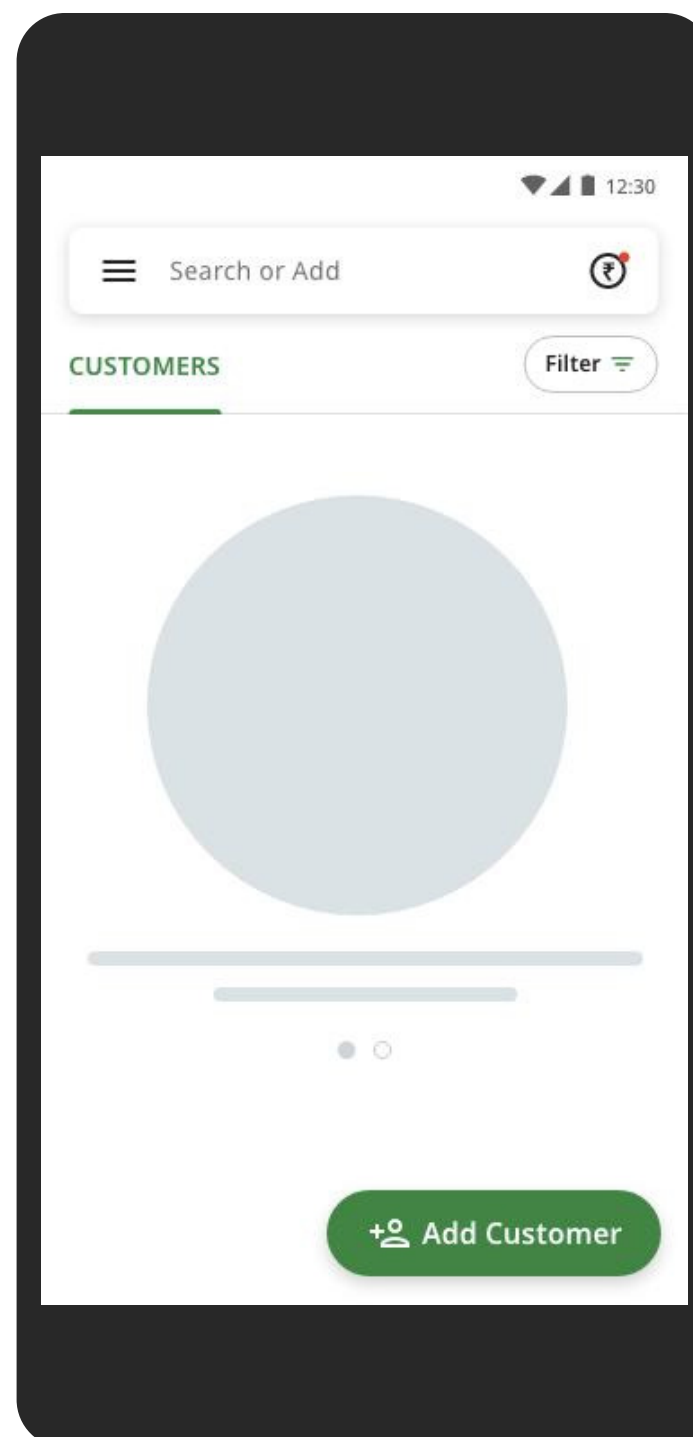 12:30
Search or Add
₹
CUSTOMERS
Filter
Add Customer